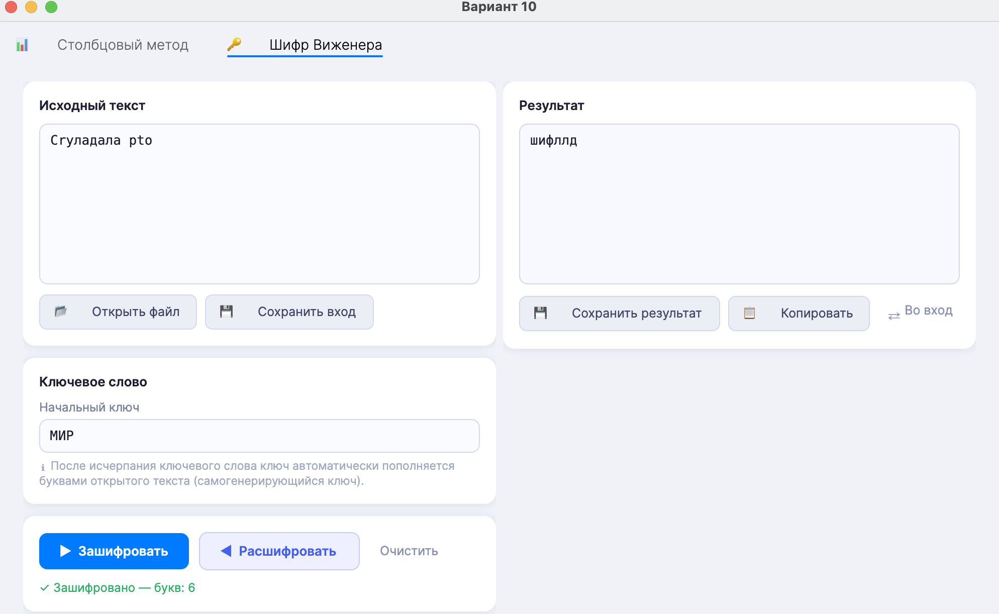 Вариант 10
Столбцовый метод
Шифр Виженера
Исходный текст
Сгуладала pto
Открыть файл
Сохранить вход
Результат
шифллд
Сохранить результат
Копировать
⇄ Во вход
Ключевое слово
Начальный ключ
МИР
ℹ После исчерпания ключевого слова ключ автоматически пополняется
буквами открытого текста (самогенерирующийся ключ).
▶ Зашифровать
◀ Расшифровать
Очистить
✓ Зашифровано — букв: 6